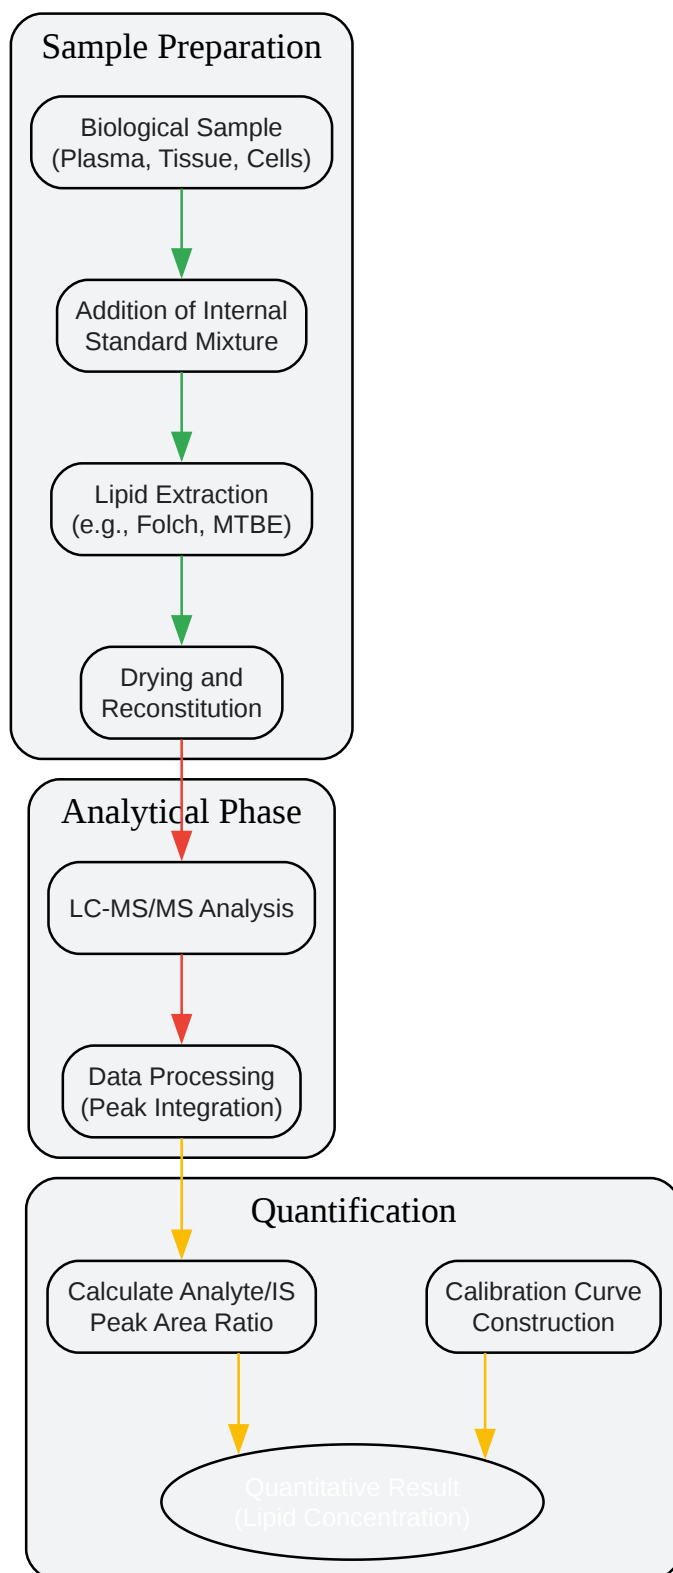 Sample Preparation
Biological Sample
(Plasma, Tissue, Cells)
Addition of Internal
Standard Mixture
Lipid Extraction
(e.g., Folch, MTBE)
Drying and
Reconstitution
Analytical Phase
LC-MS/MS Analysis
Data Processing
(Peak Integration)
Quantification
Calculate Analyte/IS
Peak Area Ratio
Calibration Curve
Construction
Quantitative Result
(Lipid Concentration)